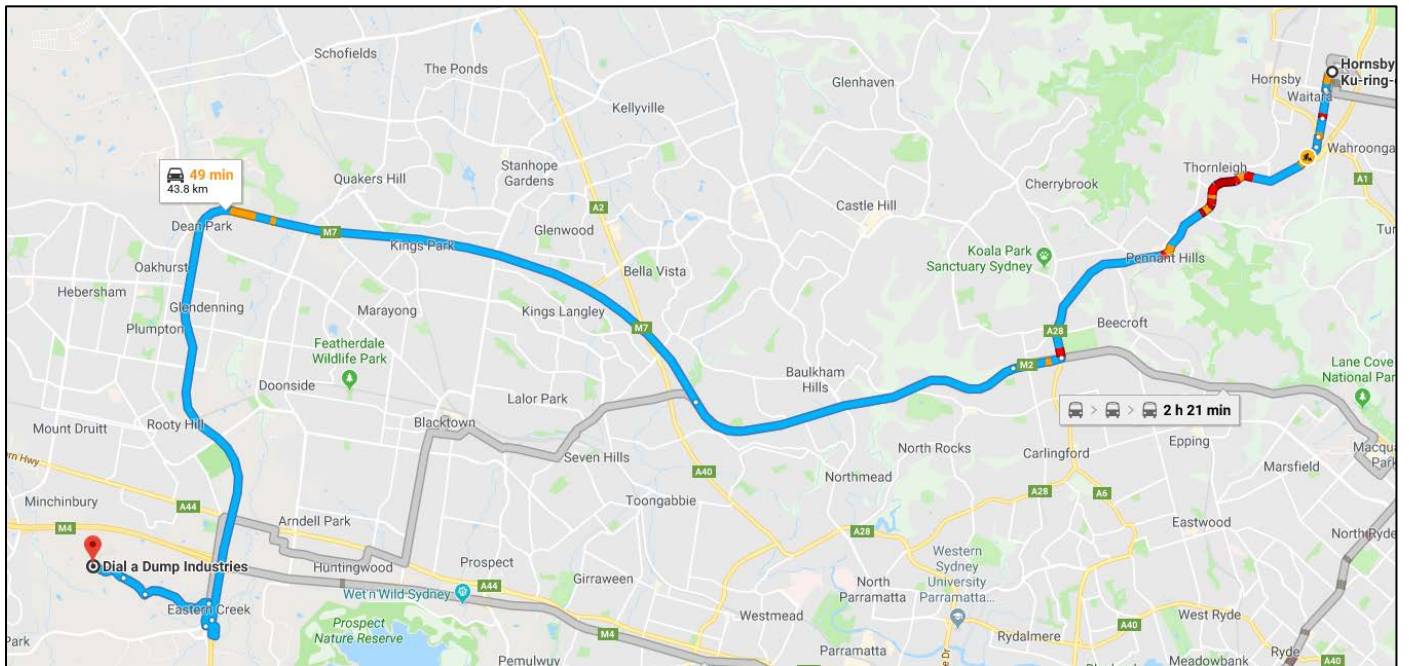 Schofields
The Ponds
Kellyville
Glenhaven
Hornsby
Hornsby
Ku-ring-
Waitara
Wahroonga
A1
Thornleigh
Cherrybrook
Castle Hill
Pennant Hills
Koala Park
Sanctuary Sydney
Stanhope
Gardens
Quakers Hill
49 min
43.8 km
Dean Park
M7
Kings Park
Glenwood
A2
Bella Vista
Oakhurst
Hebersham
Glendenning
Plumpton
Marayong
Kings Langley
M7
Featherdale
Wildlife Park
Doonside
Lalor Park
Baulkham
Hills
M2
A28
Beecroft
Lane Cove
National Park
2 h 21 min
Epping
Macqua
Park
Marsfield
Carlingford
North Rocks
Northmead
Mount Druitt
Rooty Hill
Blacktown
Seven Hills
A40
Toongabbie
A28
A6
Eastwood
North Ryde
ern Hwy
Minchinbury
A44
M4
Arndell Park
Dial a Dump Industries
Huntingwood
Prospect
A44
Girraween
Wet'n'Wild Sydney
Eastern Creek
Prospect
Nature Reserve
Pemulwuy
M4
Westmead
North
Parramatta
Parramatta
Western
Sydney
University
Parramatta...
e Dr
A28
Rydalmere
West Ryde
A40
Meadowbank
Ryde
A40
Park
Tur